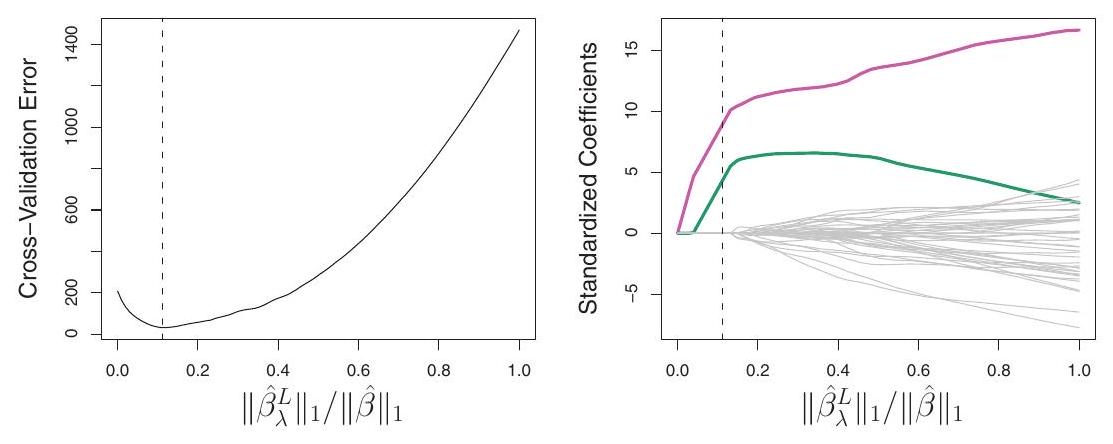 Cross−Validation Error
0 200 600 1000 1400
0.0 0.2 0.4 0.6 0.8 1.0
‖β̂λᴸ‖₁/‖β̂‖₁
Standardized Coefficients
−5 0 5 10 15
0.0 0.2 0.4 0.6 0.8 1.0
‖β̂λᴸ‖₁/‖β̂‖₁